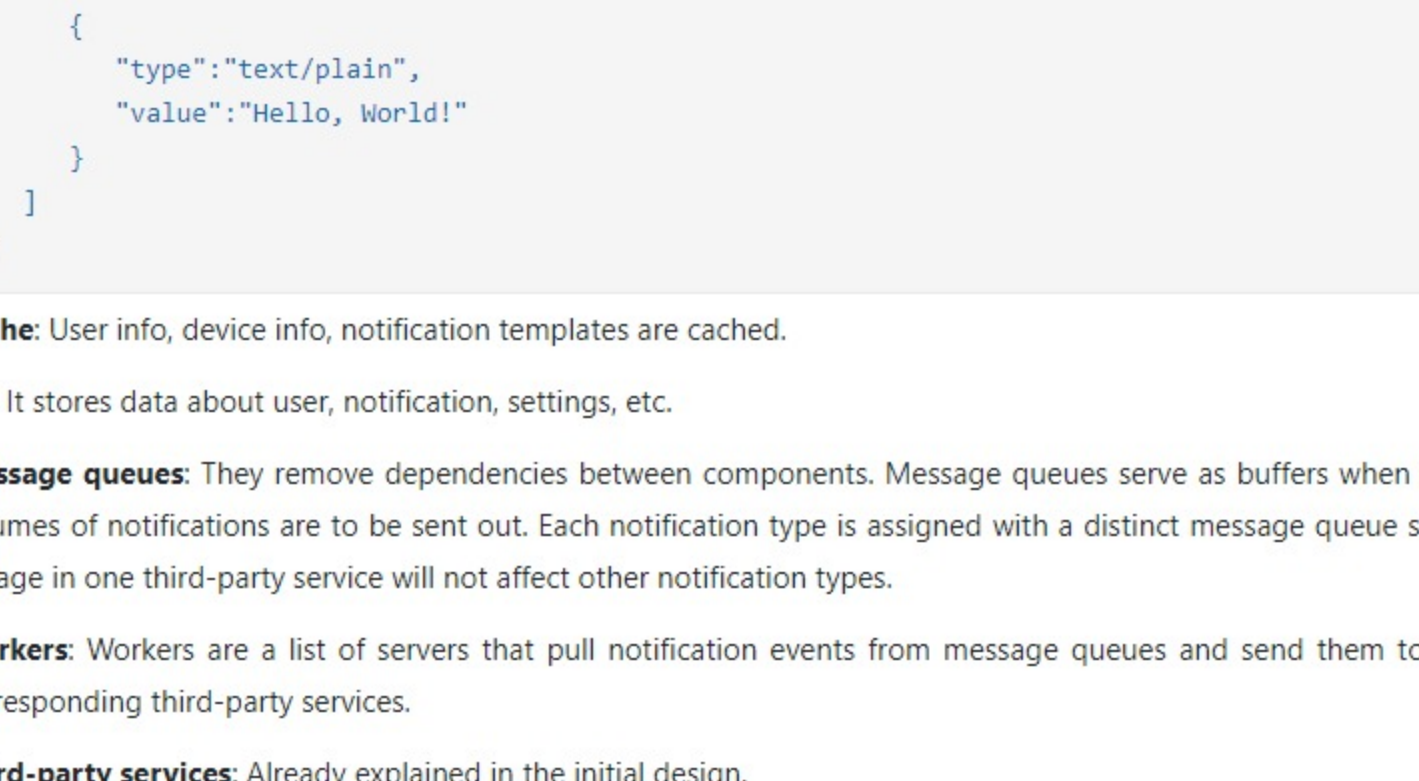 {
"type":"text/plain",
"value":"Hello, World!"
}
]
he: User info, device info, notification templates are cached.
It stores data about user, notification, settings, etc.
ssage queues: They remove dependencies between components. Message queues serve as buffers when
umes of notifications are to be sent out. Each notification type is assigned with a distinct message queue s
age in one third-party service will not affect other notification types.
rkers: Workers are a list of servers that pull notification events from message queues and send them to
responding third-party services.
rd-party services: Already explained in the initial design.